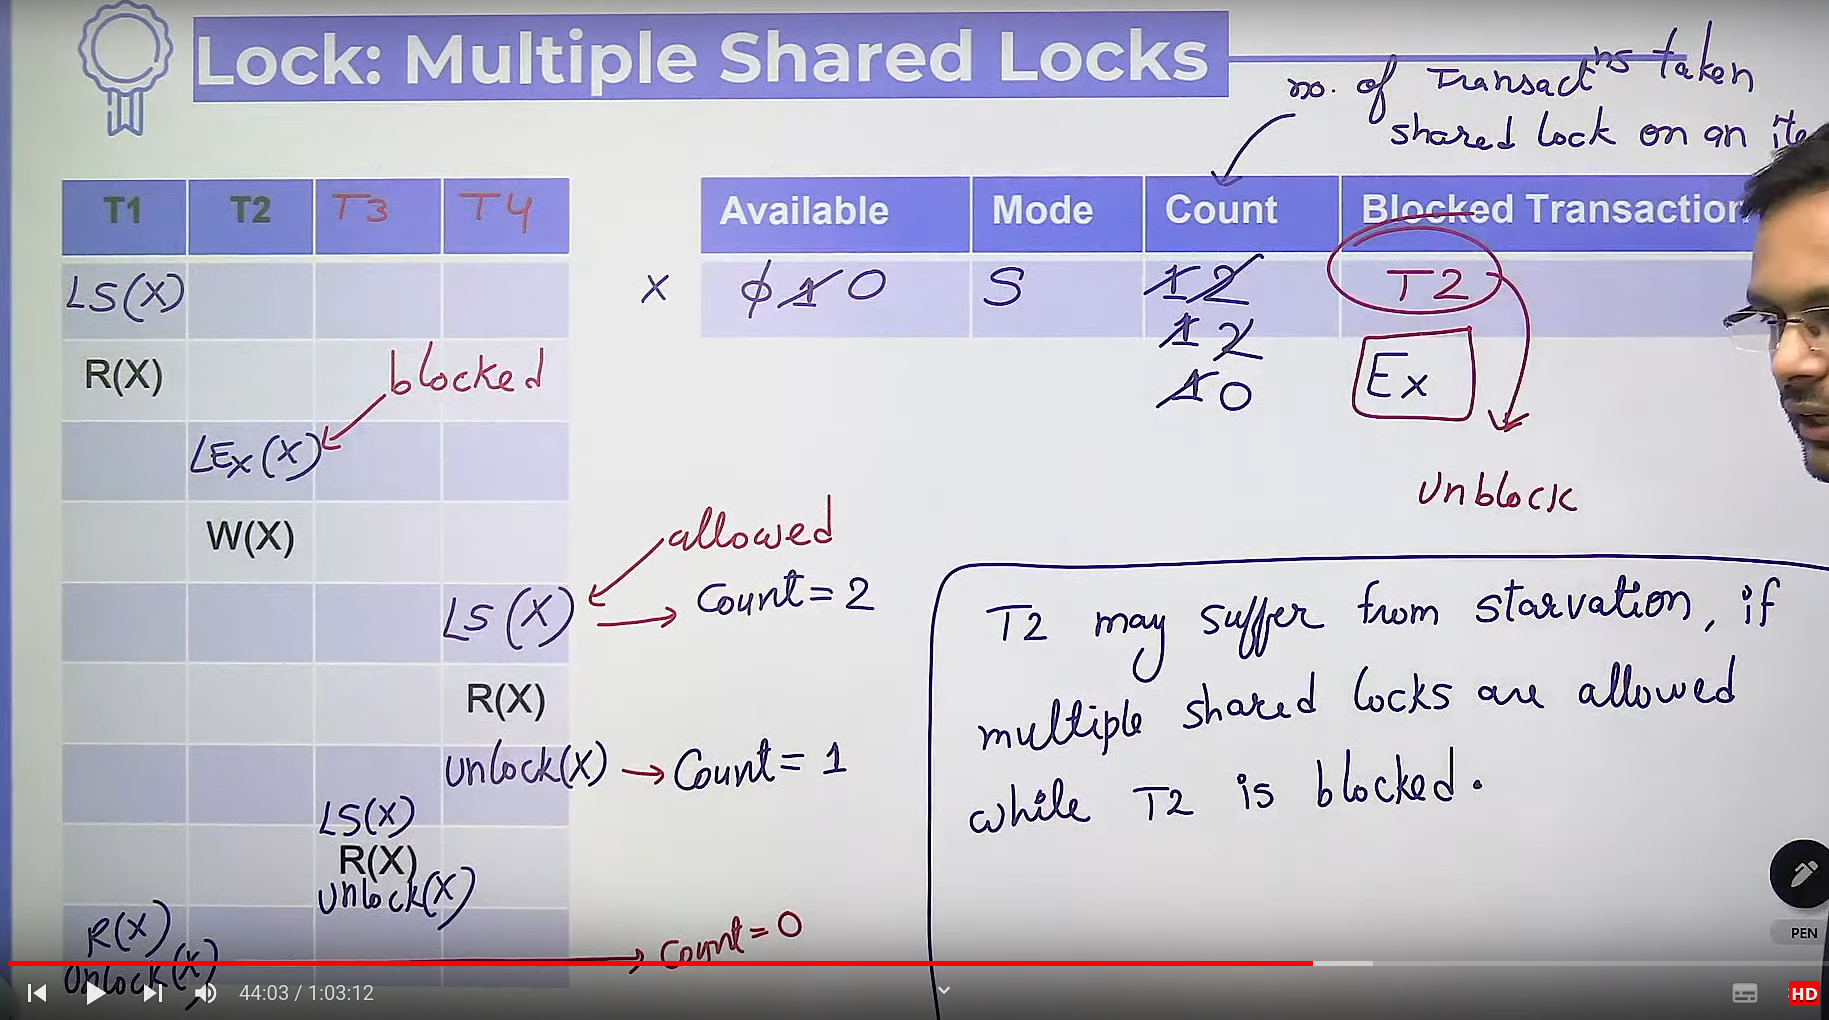 Lock: Multiple Shared Locks
no. of Transactns taken
shared lock on an
T1 T2 T3 T4
Available Mode Count Blocked Transaction
LS(X)
X 0 1 0 S 1 2 T2
1 2
R(X) blocked 1 0 Ex
LEx(X)
Unblock
W(X)
allowed
LS(X) Count = 2
R(X)
Unlock(X) → Count = 1
LS(X)
R(X)
Unlock(X)
R(X)
Unlock(X) Count = 0
T2 may suffer from starvation, if
multiple shared locks are allowed
while T2 is blocked.
PEN
44:03 / 1:03:12
HD